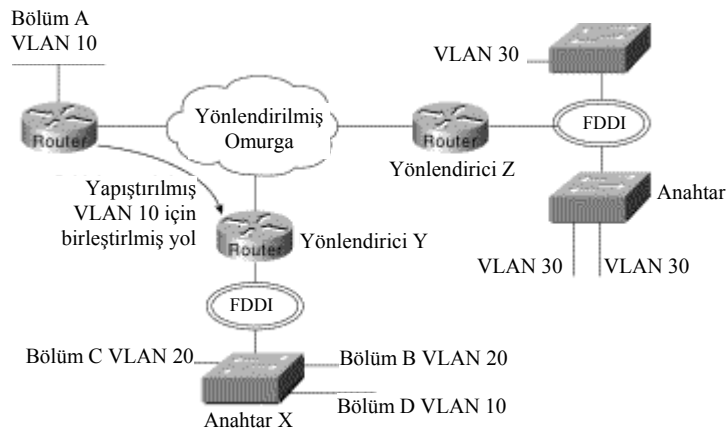 Bölüm A
VLAN 10
VLAN 30
Yönlendirilmiş
Omurga
Router
Router
FDDI
Yönlendirici Z
Yapıştırılmış
VLAN 10 için
birleştirlmiş yol
Anahtar
Router
Yönlendirici Y
VLAN 30
VLAN 30
FDDI
Bölüm C VLAN 20
Bölüm B VLAN 20
Bölüm D VLAN 10
Anahtar X